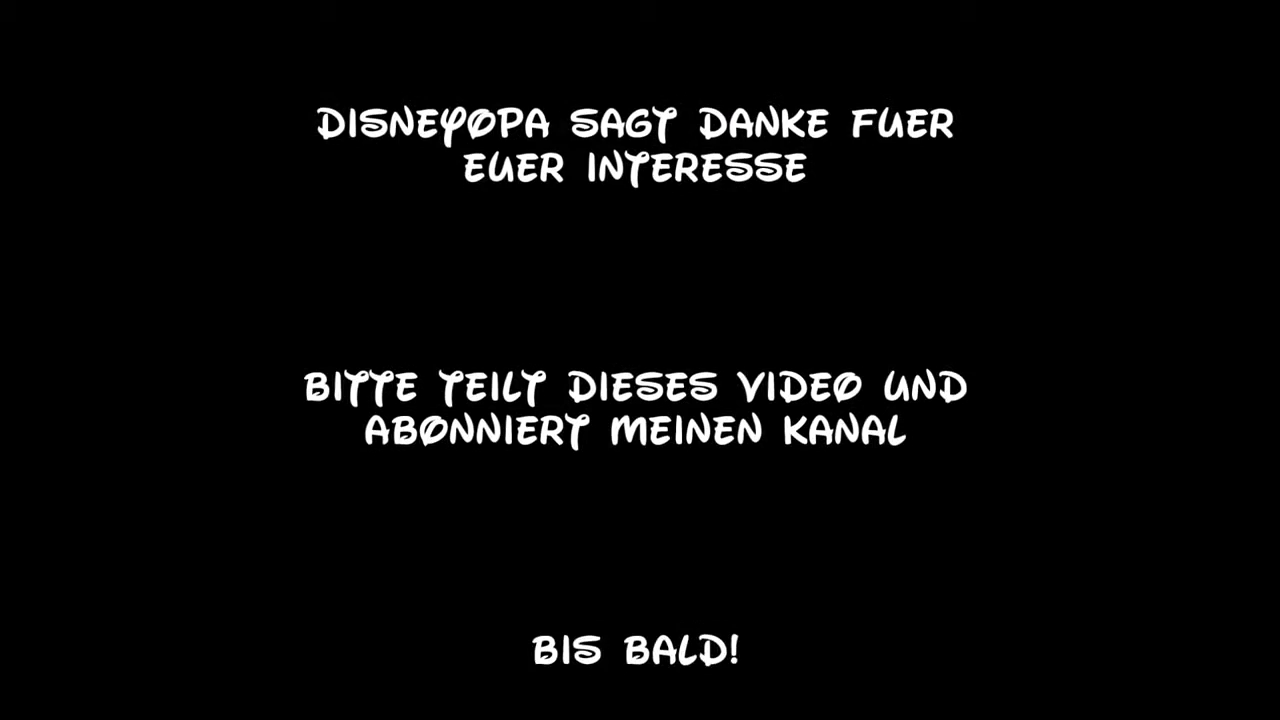 DISNEYOPA SAGT DANKE FUER
EUER INTERESSE
BITTE TEILT DIESES VIDEO UND
ABONNIERT MEINEN KANAL
BIS BALD!